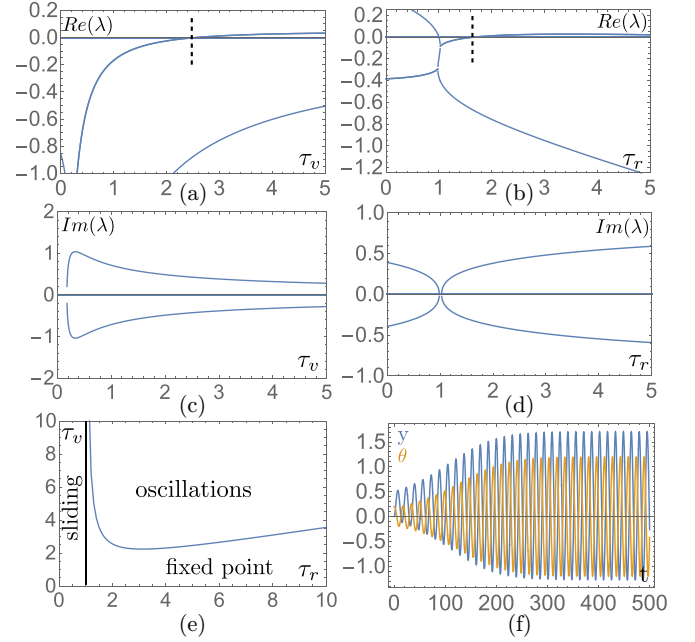 Re(λ)
0.0
−0.2
−0.4
−0.6
−0.8
−1.0
0 1 2 3 4 5
τv
(a)
Re(λ)
0.2
0.0
−0.2
−0.4
−0.6
−0.8
−1.0
−1.2
0 1 2 3 4 5
τr
(b)
Im(λ)
2
1
0
−1
−2
0 1 2 3 4 5
τv
(c)
Im(λ)
1.0
0.5
0.0
−0.5
−1.0
0 1 2 3 4 5
τr
(d)
10
8
6
4
2
0
τv
sliding
oscillations
fixed point
τr
0 2 4 6 8 10
(e)
y
θ
1.5
1.0
0.5
0.0
−0.5
−1.0
t
0 100 200 300 400 500
(f)